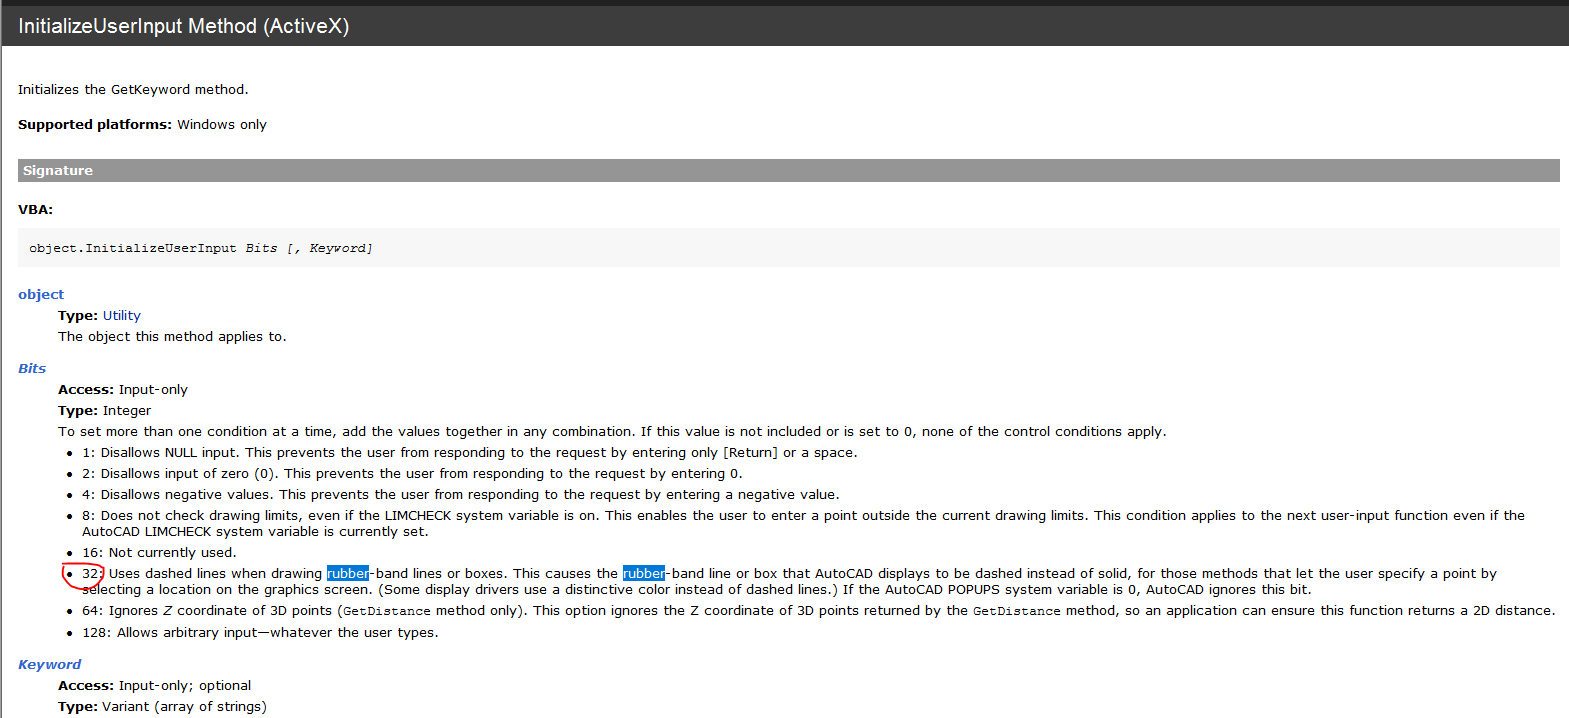 InitializeUserInput Method (ActiveX)
Initializes the GetKeyword method.
Supported platforms: Windows only
Signature
VBA:
object.InitializeUserInput Bits [, Keyword]
object
Type: Utility
The object this method applies to.
Bits
Access: Input-only
Type: Integer
To set more than one condition at a time, add the values together in any combination. If this value is not included or is set to 0, none of the control conditions apply.
• 1: Disallows NULL input. This prevents the user from responding to the request by entering only [Return] or a space.
• 2: Disallows input of zero (0). This prevents the user from responding to the request by entering 0.
• 4: Disallows negative values. This prevents the user from responding to the request by entering a negative value.
• 8: Does not check drawing limits, even if the LIMCHECK system variable is on. This enables the user to enter a point outside the current drawing limits. This condition applies to the next user-input function even if the
AutoCAD LIMCHECK system variable is currently set.
• 16: Not currently used.
• 32: Uses dashed lines when drawing rubber-band lines or boxes. This causes the rubber-band line or box that AutoCAD displays to be dashed instead of solid, for those methods that let the user specify a point by
selecting a location on the graphics screen. (Some display drivers use a distinctive color instead of dashed lines.) If the AutoCAD POPUPS system variable is 0, AutoCAD ignores this bit.
• 64: Ignores Z coordinate of 3D points (GetDistance method only). This option ignores the Z coordinate of 3D points returned by the GetDistance method, so an application can ensure this function returns a 2D distance.
• 128: Allows arbitrary input—whatever the user types.
Keyword
Access: Input-only; optional
Type: Variant (array of strings)